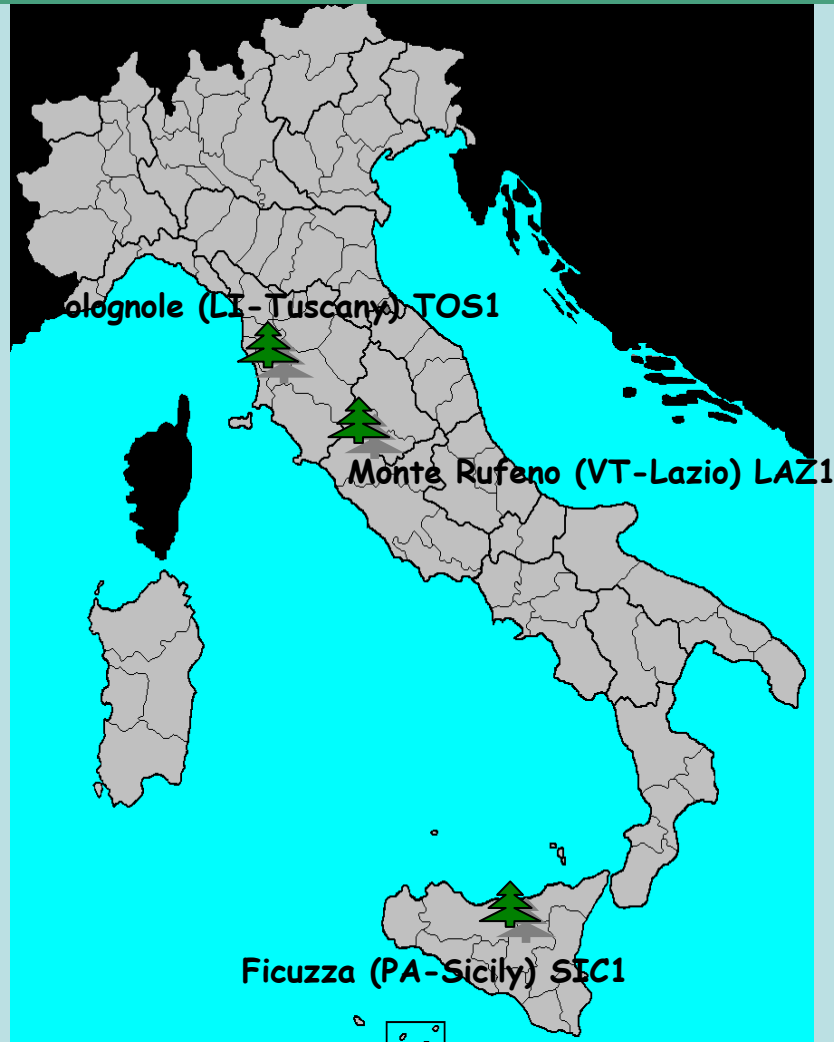 olognole (LI-Tuscany) TOS1
Monte Rufeno (VT-Lazio) LAZ1
Ficuzza (PA-Sicily) SIC1